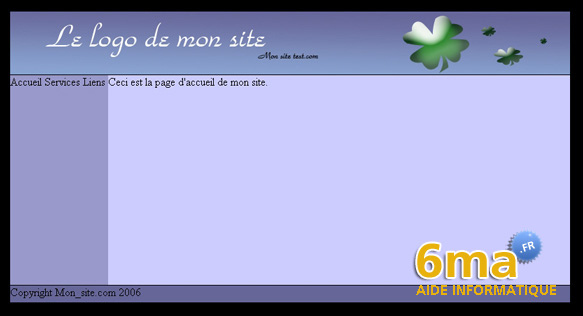 Le logo de mon site
Mon site test.com
Accueil Services Liens Ceci est la page d'accueil de mon site.
6ma .FR
AIDE INFORMATIQUE
Copyright Mon_site.com 2006